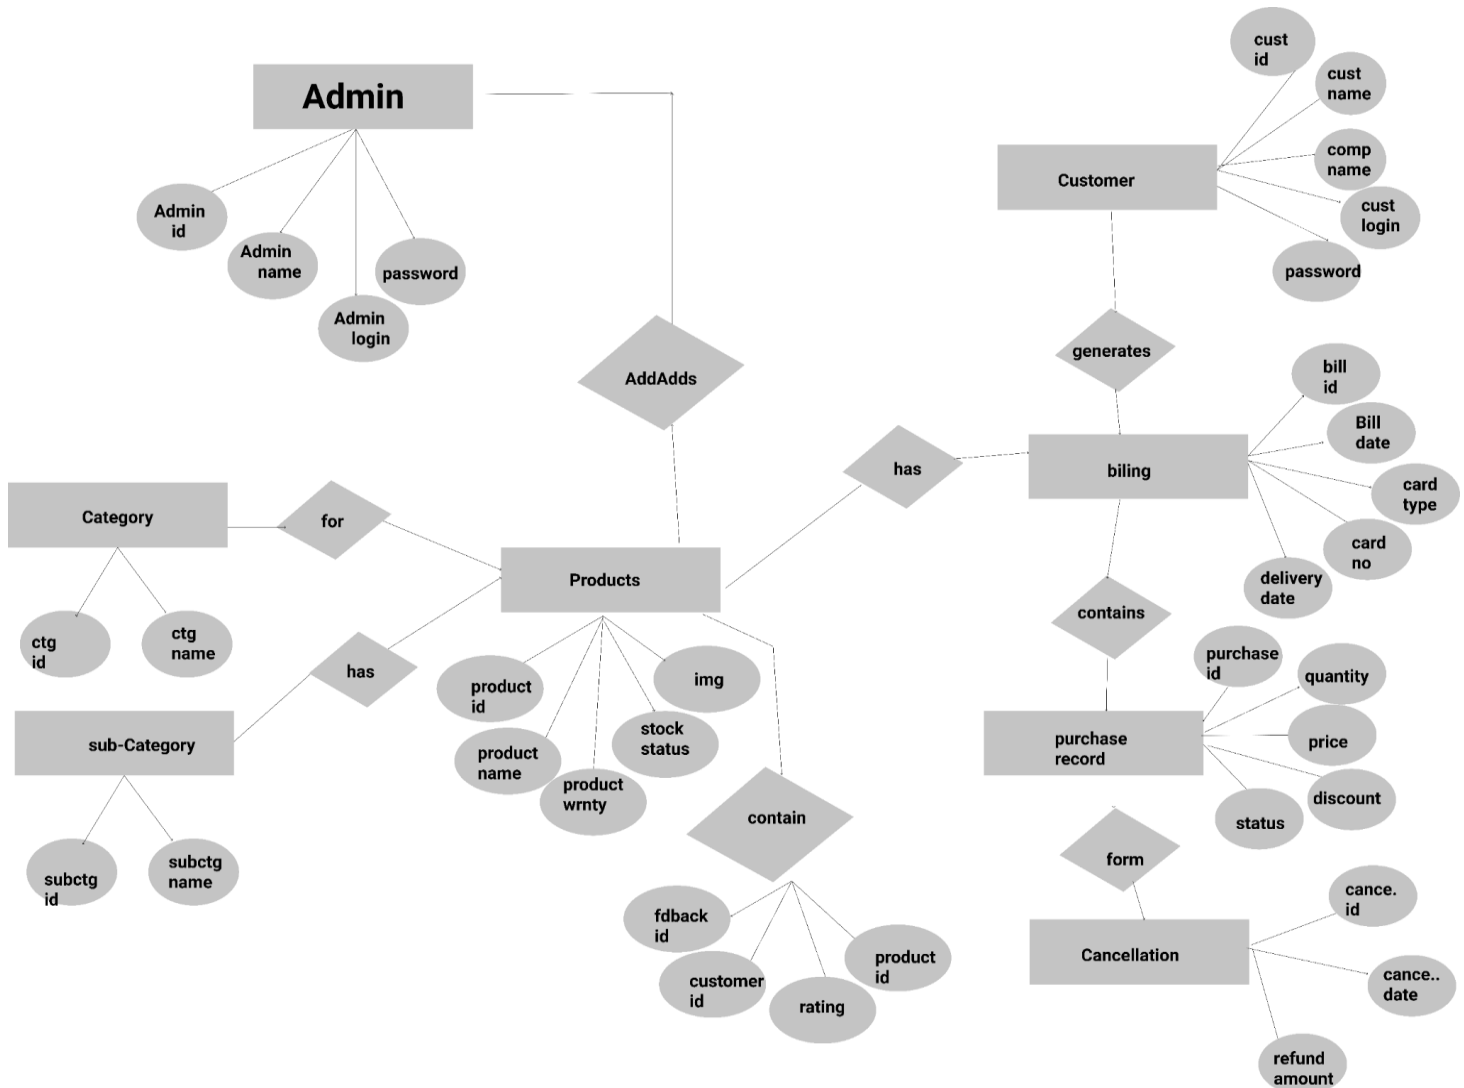 Admin
Admin
id
Admin
name
Admin
login
password
AddAdds
cust
id
cust
name
comp
name
cust
login
password
Customer
generates
bill
id
Bill
date
card
type
card
no
delivery
date
biling
has
Category
for
ctg
id
ctg
name
Products
has
sub-Category
subctg
id
subctg
name
product
id
product
name
product
wrnty
stock
status
img
contain
fdback
id
customer
id
rating
product
id
contains
purchase
id
quantity
price
discount
status
purchase
record
form
Cancellation
cance.
id
cance..
date
refund
amount